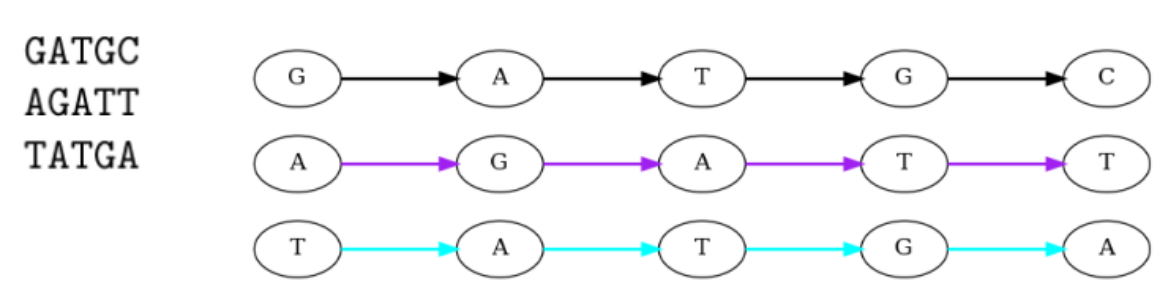 GATGC
AGATT
TATGA
G A T G C
A G A T T
T A T G A